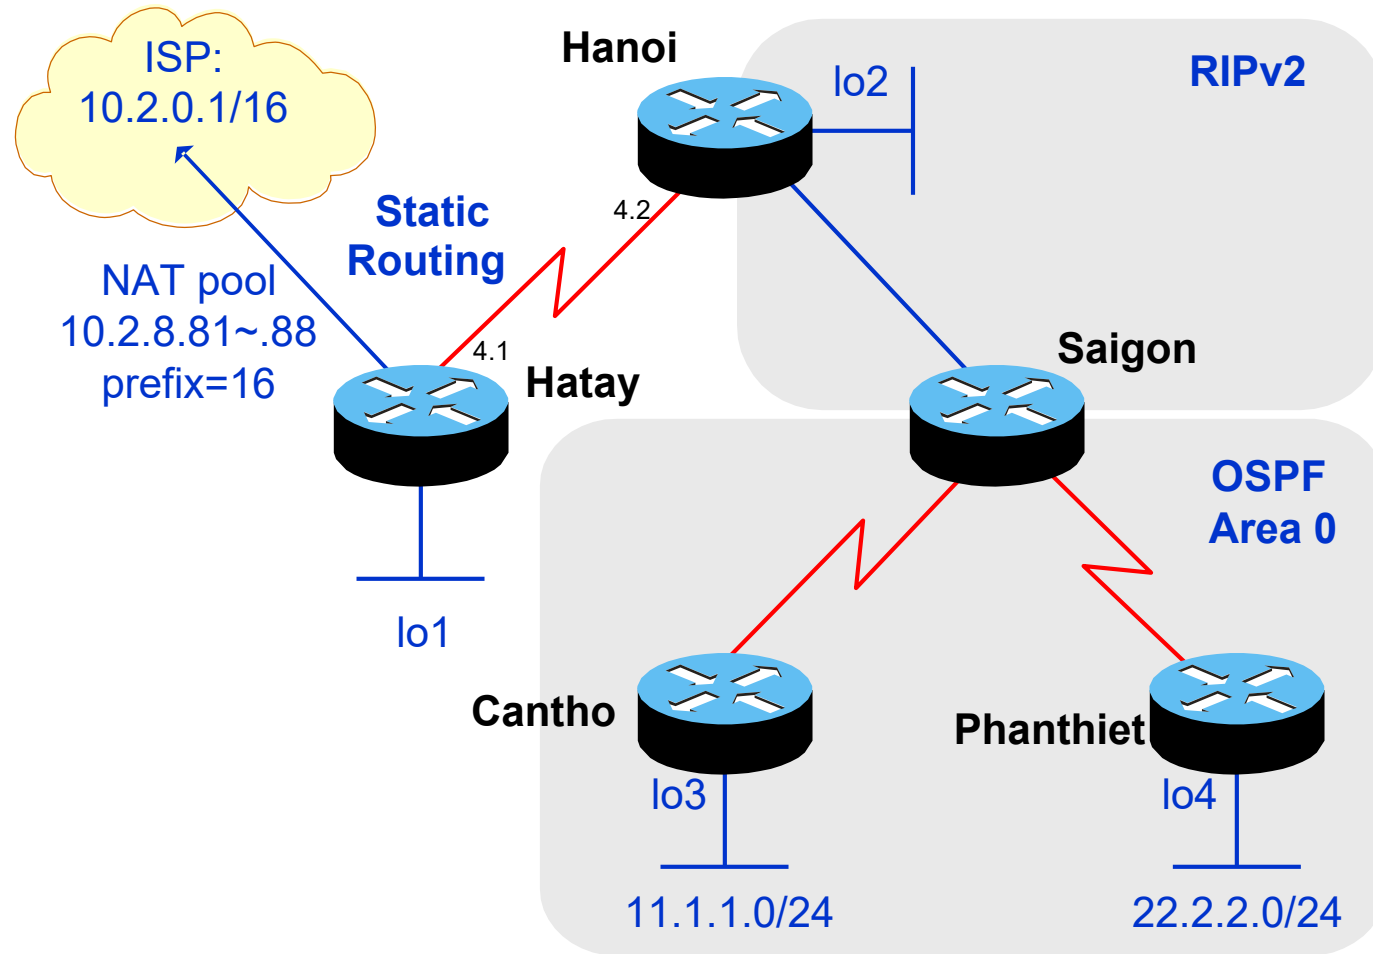 ISP:
10.2.0.1/16
Hanoi
lo2
RIPv2
Static
Routing
4.2
NAT pool
10.2.8.81~.88
prefix=16
4.1
Hatay
Saigon
lo1
OSPF
Area 0
Cantho
Phanthiet
lo3
lo4
11.1.1.0/24
22.2.2.0/24